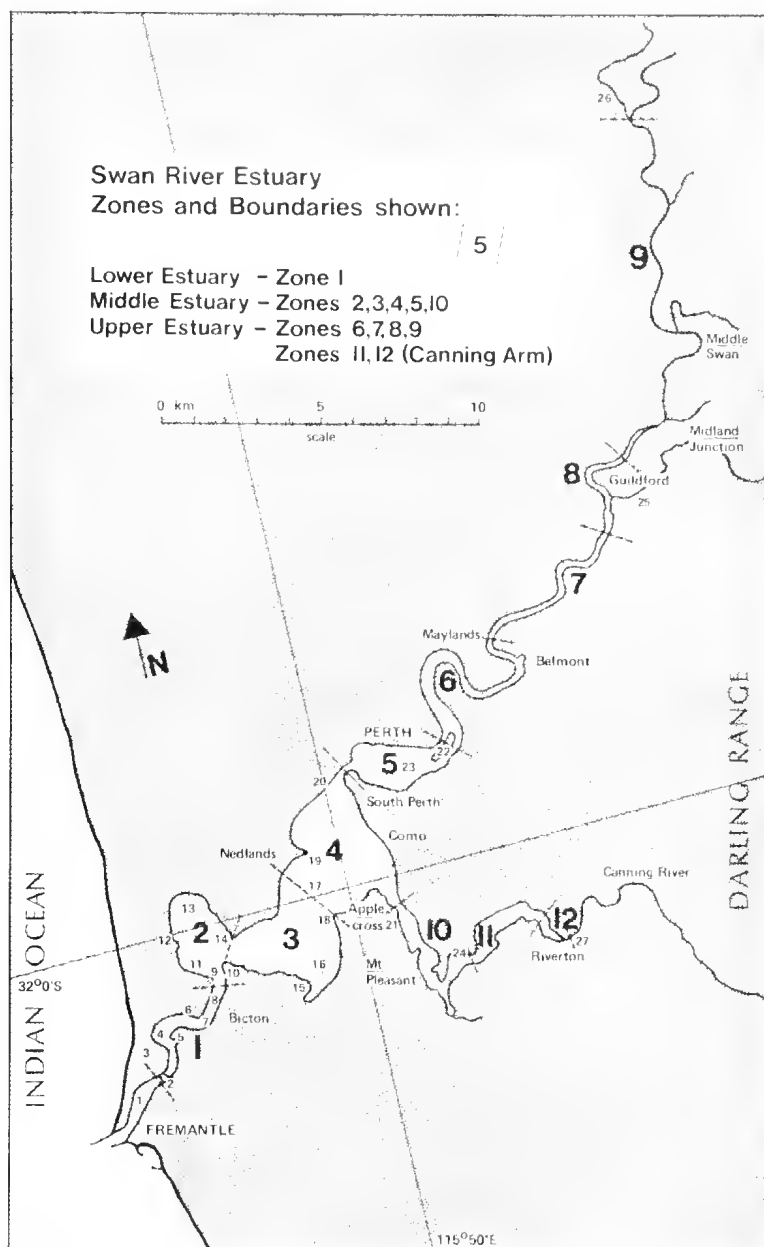 Swan River Estuary
Zones and Boundaries shown:
5
Lower Estuary – Zone 1
Middle Estuary – Zones 2,3,4,5,10
Upper Estuary – Zones 6,7,8,9
Zones 11,12 (Canning Arm)
0 km 5 10
scale
26
9
Middle
Swan
Midland
Junction
8
Guildford
25
7
Maylands
Belmont
6
N
PERTH
22
5
23
20
South Perth
Como
Nedlands
4
19
17
DARLING RANGE
Canning River
13
18
Apple
cross
21
2
12
14
3
10
11
12
27
24
Riverton
INDIAN OCEAN
11
9
10
16
Mt
Pleasant
32°0'S
15
8
Bicton
6
7
4
5
1
3
2
1
FREMANTLE
115°50'E